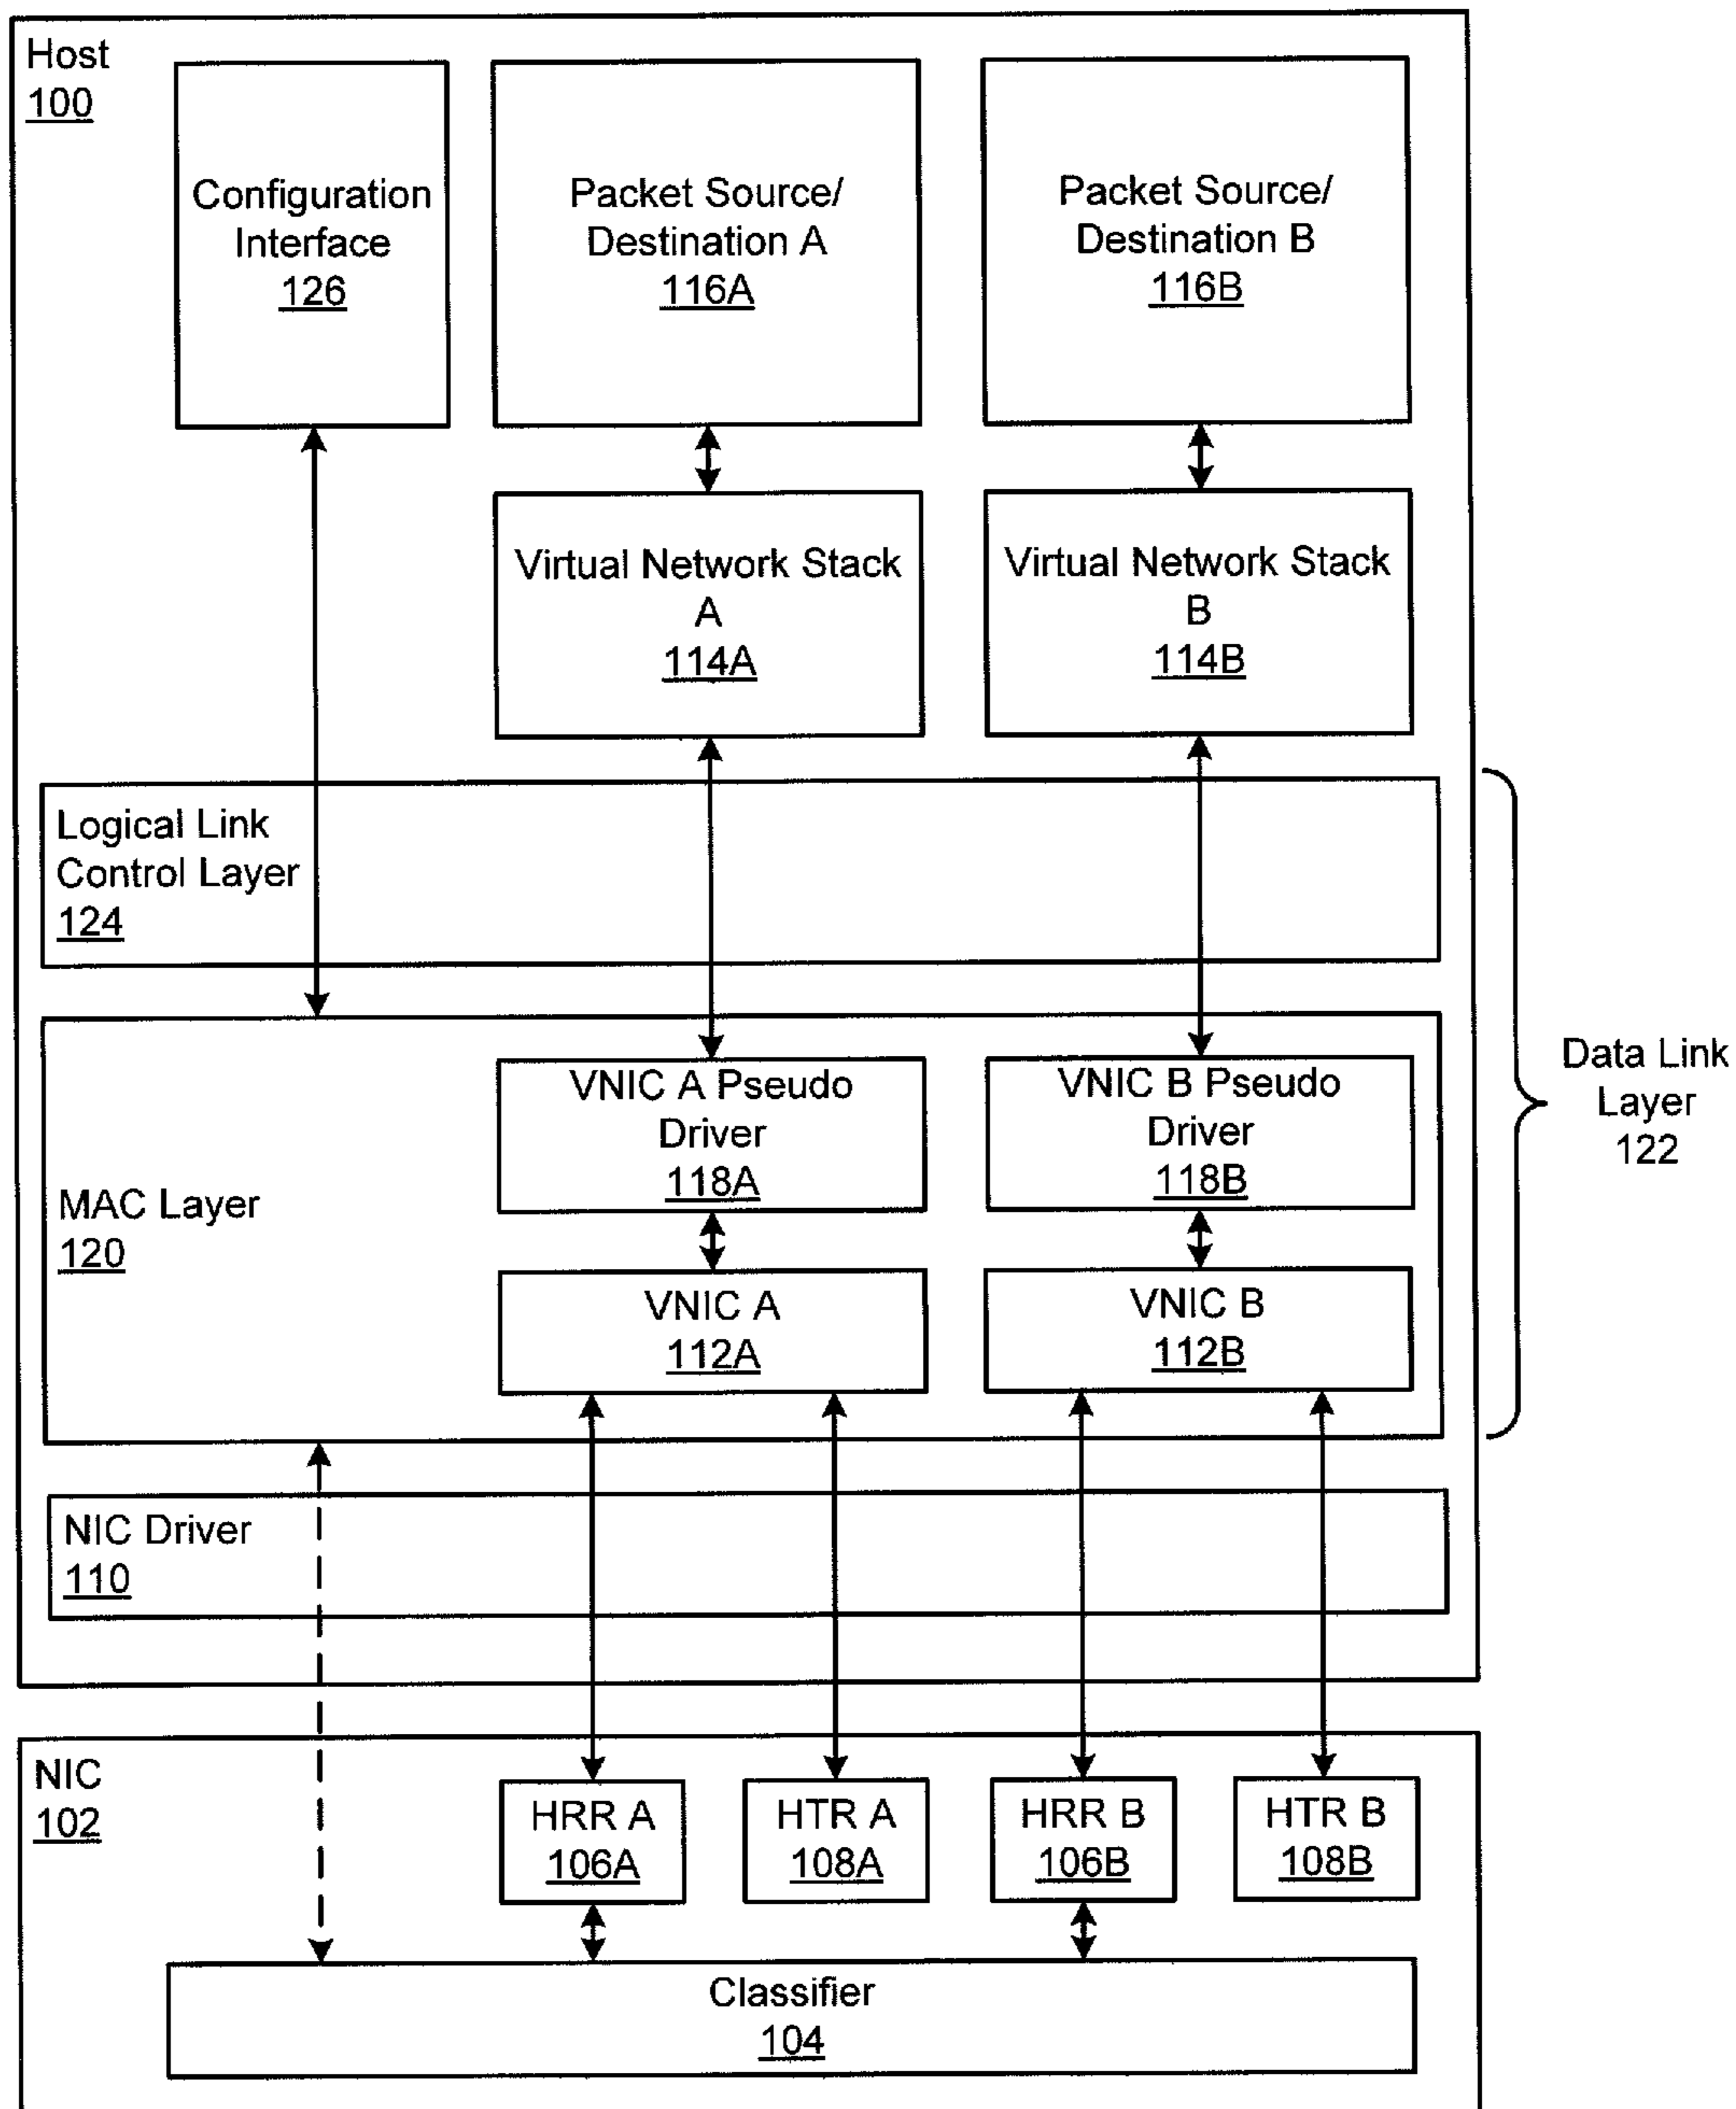 Host
100
Configuration
Interface
126
Packet Source/
Destination A
116A
Packet Source/
Destination B
116B
Virtual Network Stack
A
114A
Virtual Network Stack
B
114B
Logical Link
Control Layer
124
Data Link
Layer
122
MAC Layer
120
VNIC A Pseudo
Driver
118A
VNIC B Pseudo
Driver
118B
VNIC A
112A
VNIC B
112B
NIC Driver
110
NIC
102
HRR A
106A
HTR A
108A
HRR B
106B
HTR B
108B
Classifier
104